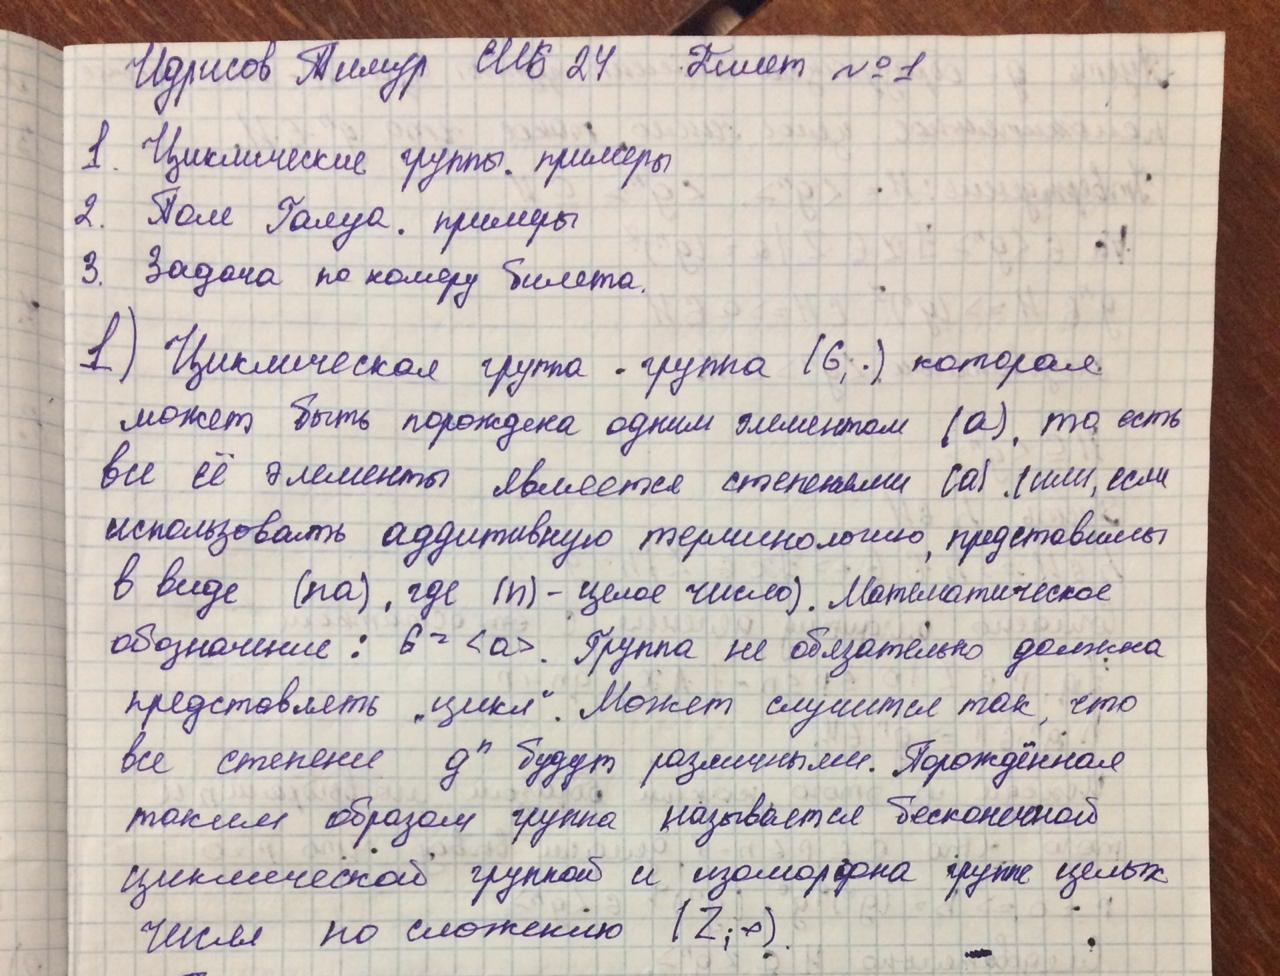 Идрисов Тимур СИБ 24 Билет №1
1. Циклические группы. примеры
2. Поле Галуа. примеры
3. Задача по номеру билета.
1) Циклическая группа - группа (G, ·) которая
может быть порождена одним элементом (a), то есть
все её элементы является степенями (a) (или, если
использовать аддитивную терминологию, представимы
в виде (na), где (n) - целое число). Математическое
обозначение: G = <a>. Группа не обязательно должна
представлять „цикл“. Может случится так, что
все степени gⁿ будут различными. Порождённая
таким образом группа называется бесконечной
циклической группой и изоморфна группе целых
чисел по сложению (Z; +).